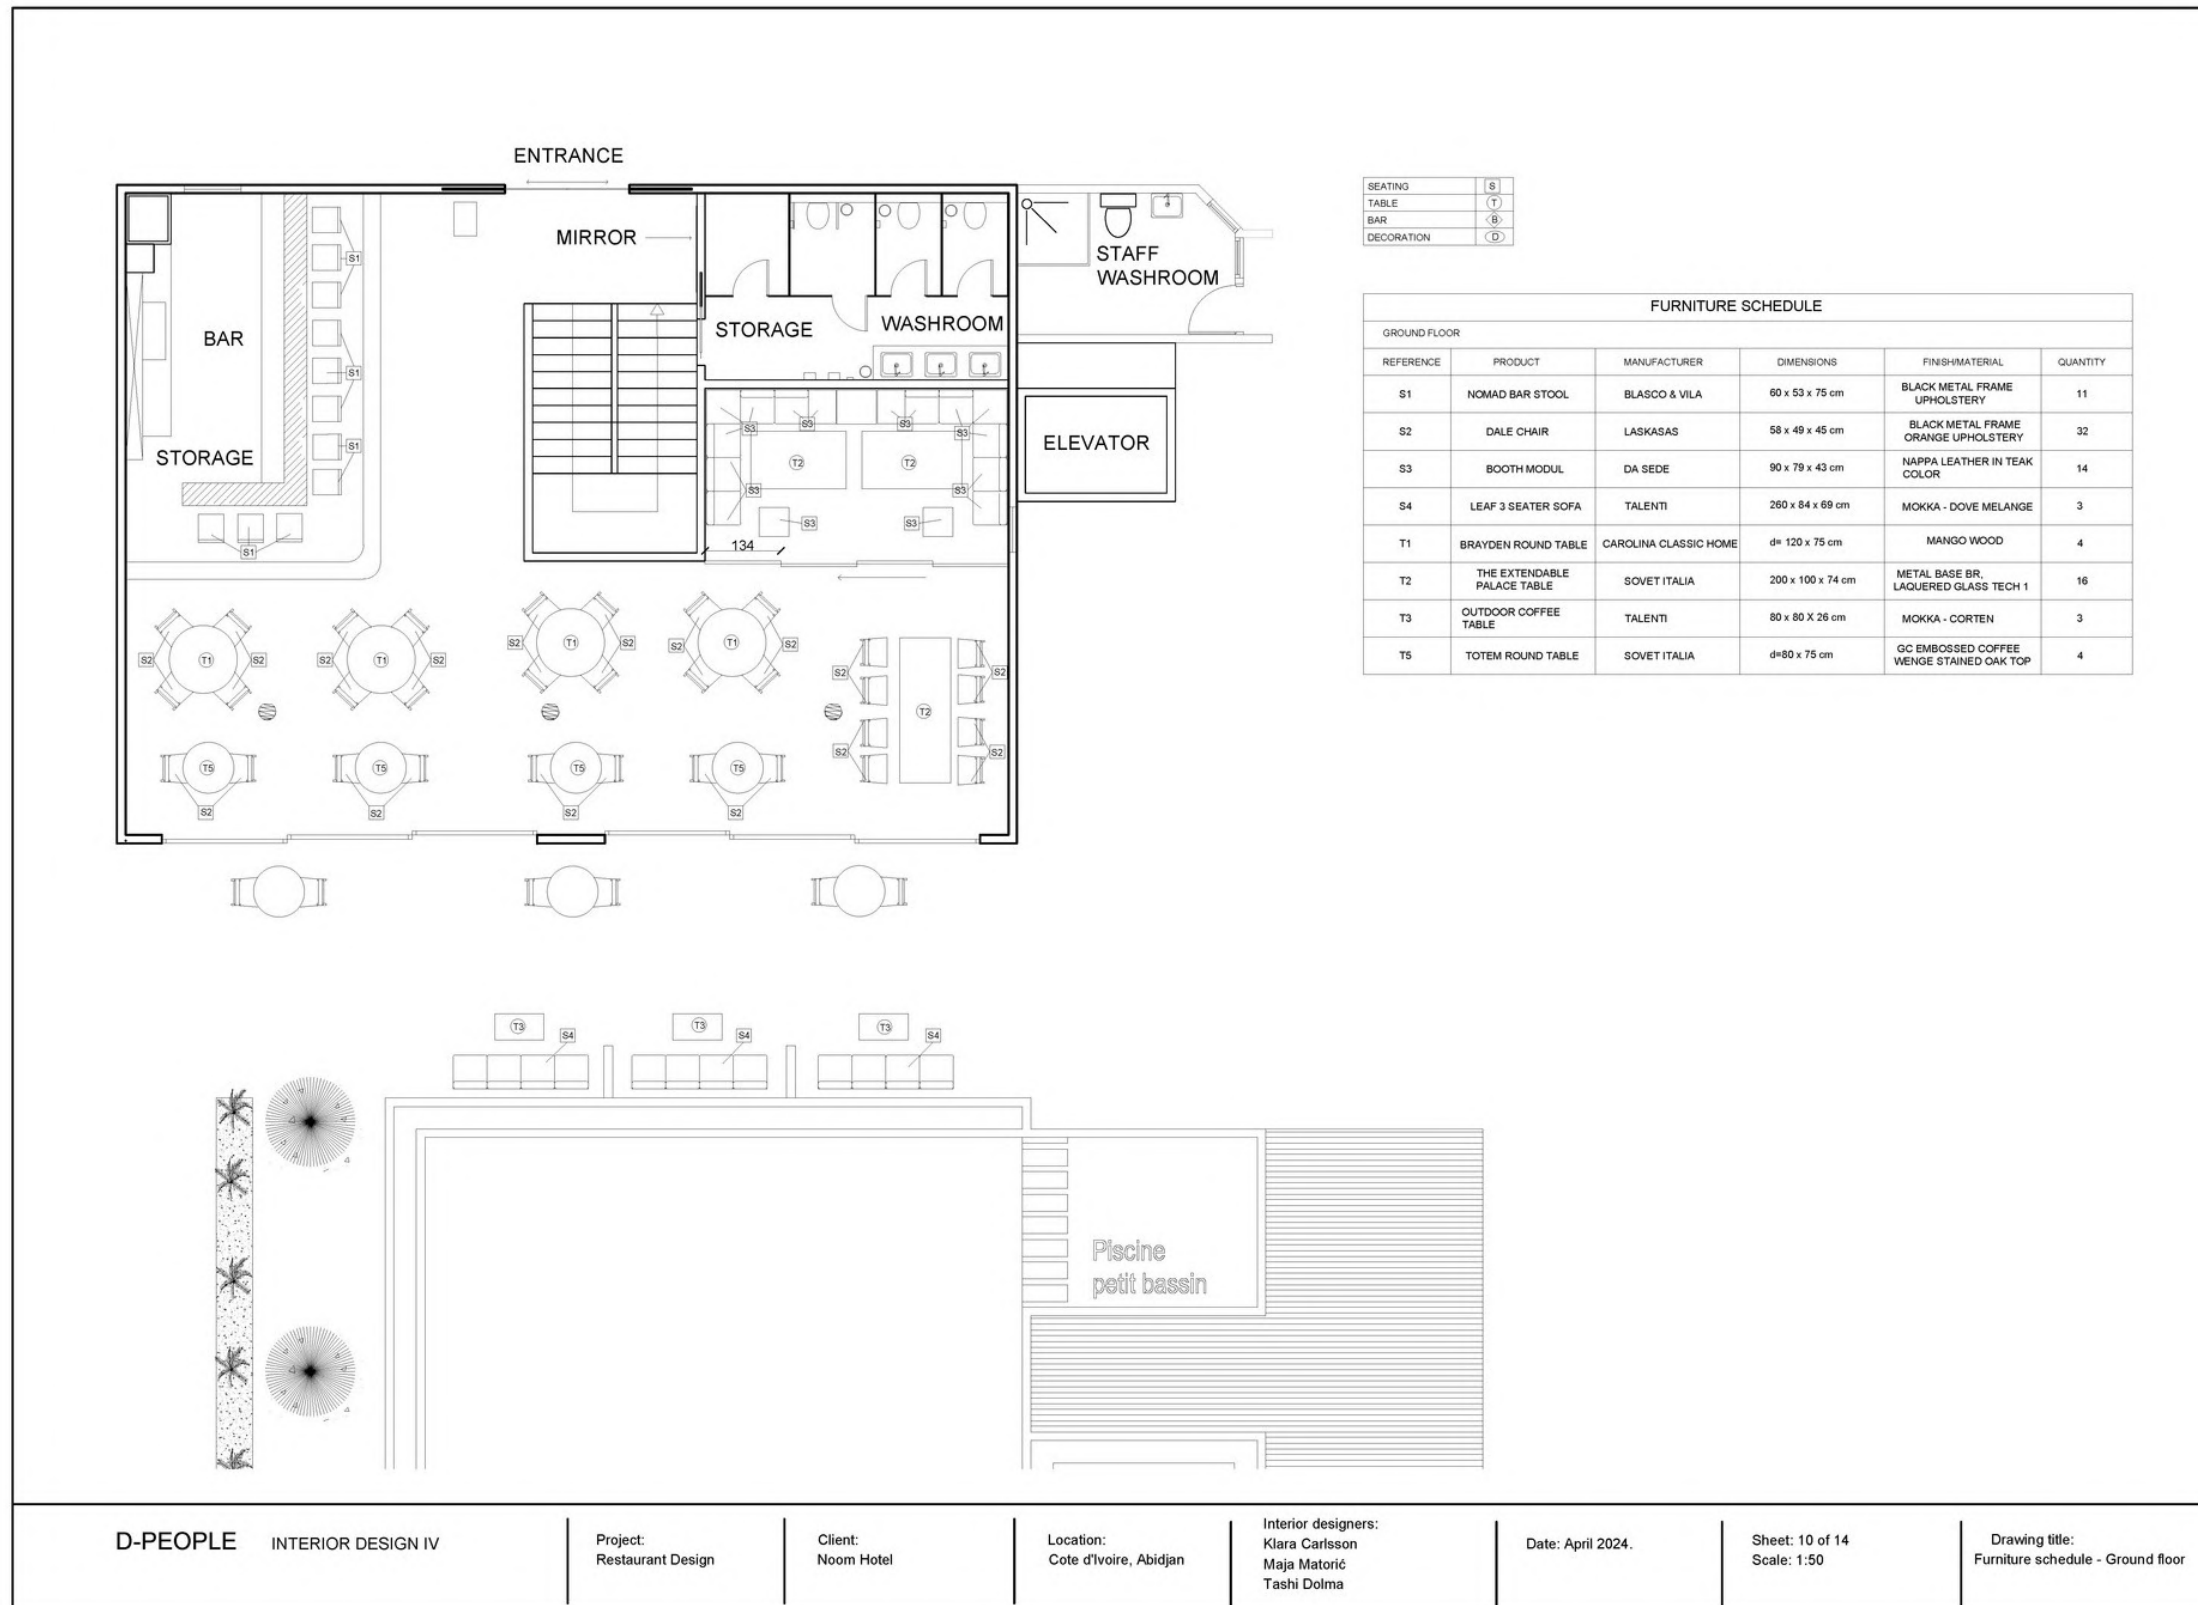 ENTRANCE
MIRROR
STAFF
WASHROOM
BAR
STORAGE
WASHROOM
STORAGE
ELEVATOR
S1
S1
S1
S1
S3
S3
S3
S3
T2
T2
S3
S3
S3
S3
134
S2
T1
S2
S2
T1
S2
S2
T1
S2
S2
T1
S2
S2
S2
T2
S2
S2
T5
T5
T5
T5
S2
S2
S2
S2
T3
S4
T3
S4
T3
S4
Piscine
petit bassin
SEATING S
TABLE T
BAR B
DECORATION D
FURNITURE SCHEDULE
GROUND FLOOR
REFERENCE PRODUCT MANUFACTURER DIMENSIONS FINISH/MATERIAL QUANTITY
S1 NOMAD BAR STOOL BLASCO & VILA 60 x 53 x 75 cm BLACK METAL FRAME UPHOLSTERY 11
S2 DALE CHAIR LASKASAS 58 x 49 x 45 cm BLACK METAL FRAME ORANGE UPHOLSTERY 32
S3 BOOTH MODUL DA SEDE 90 x 79 x 43 cm NAPPA LEATHER IN TEAK COLOR 14
S4 LEAF 3 SEATER SOFA TALENTI 260 x 84 x 69 cm MOKKA - DOVE MELANGE 3
T1 BRAYDEN ROUND TABLE CAROLINA CLASSIC HOME d= 120 x 75 cm MANGO WOOD 4
T2 THE EXTENDABLE PALACE TABLE SOVET ITALIA 200 x 100 x 74 cm METAL BASE BR, LAQUERED GLASS TECH 1 16
T3 OUTDOOR COFFEE TABLE TALENTI 80 x 80 X 26 cm MOKKA - CORTEN 3
T5 TOTEM ROUND TABLE SOVET ITALIA d=80 x 75 cm GC EMBOSSED COFFEE WENGE STAINED OAK TOP 4
D-PEOPLE INTERIOR DESIGN IV
Project:
Restaurant Design
Client:
Noom Hotel
Location:
Cote d'Ivoire, Abidjan
Interior designers:
Klara Carlsson
Maja Matorić
Tashi Dolma
Date: April 2024.
Sheet: 10 of 14
Scale: 1:50
Drawing title:
Furniture schedule - Ground floor